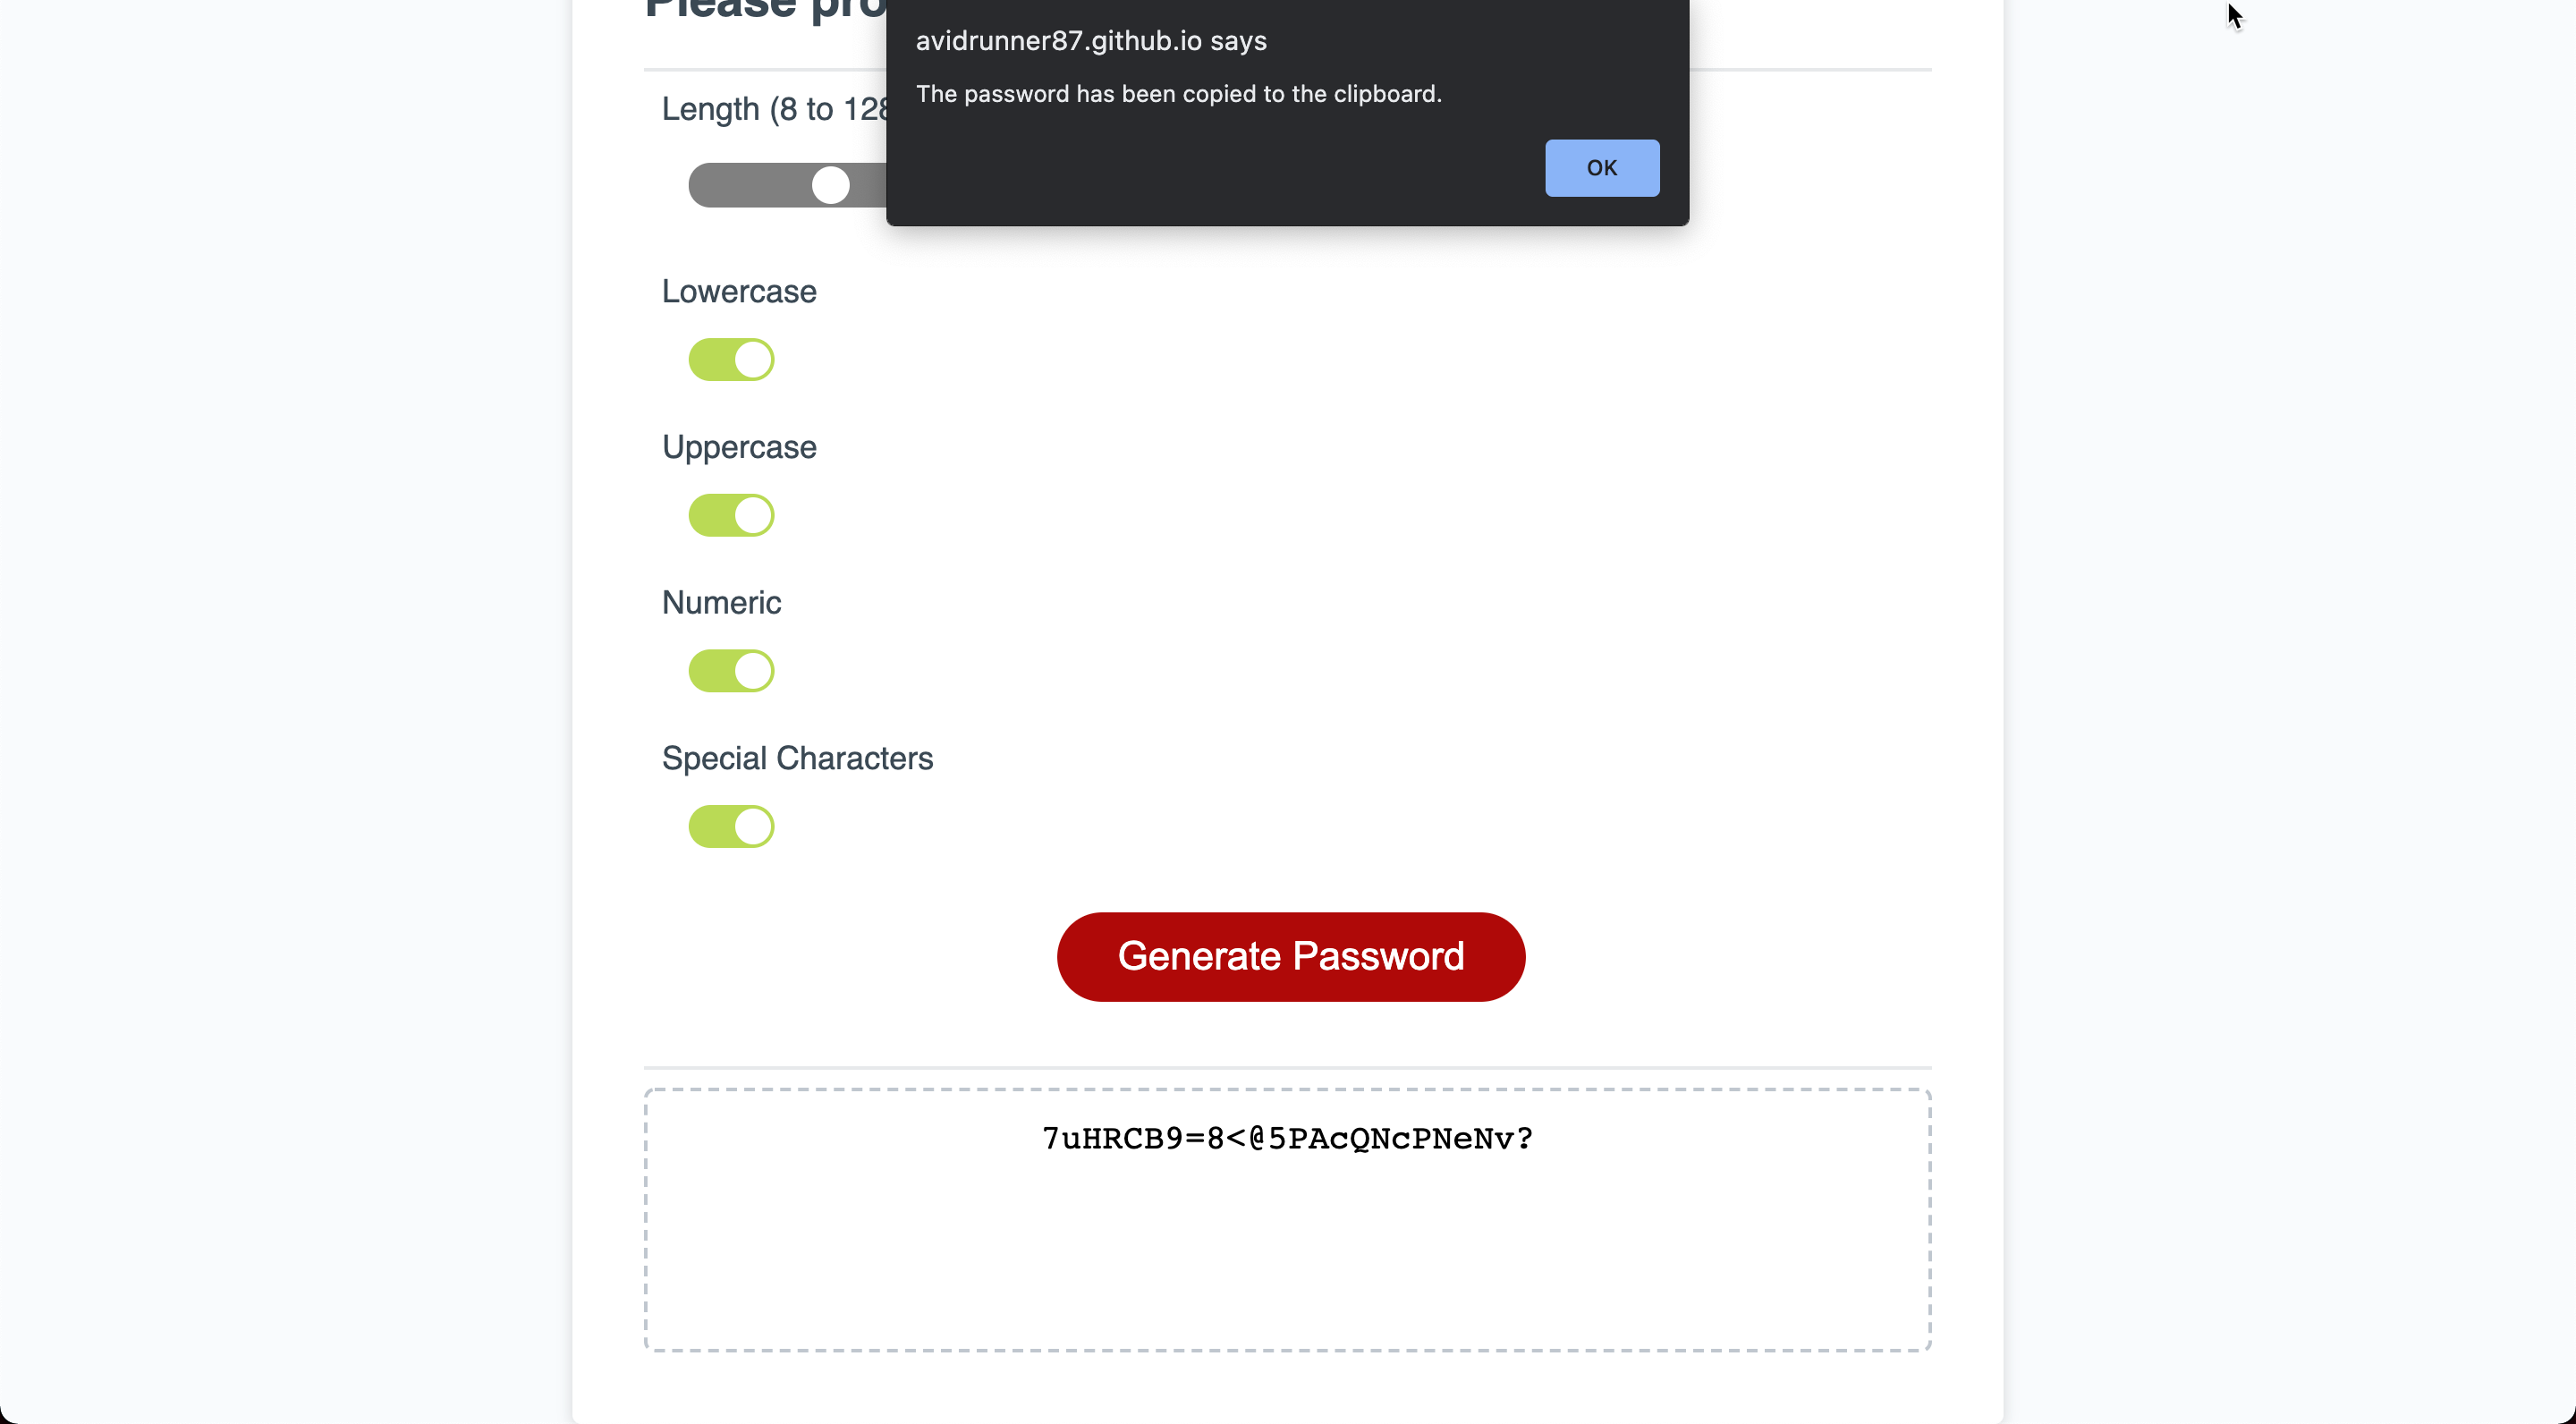 Please pro
avidrunner87.github.io says
The password has been copied to the clipboard.
OK
Length (8 to 128
Lowercase
Uppercase
Numeric
Special Characters
Generate Password
7uHRCB9=8<@5PAcQNcPNeNv?